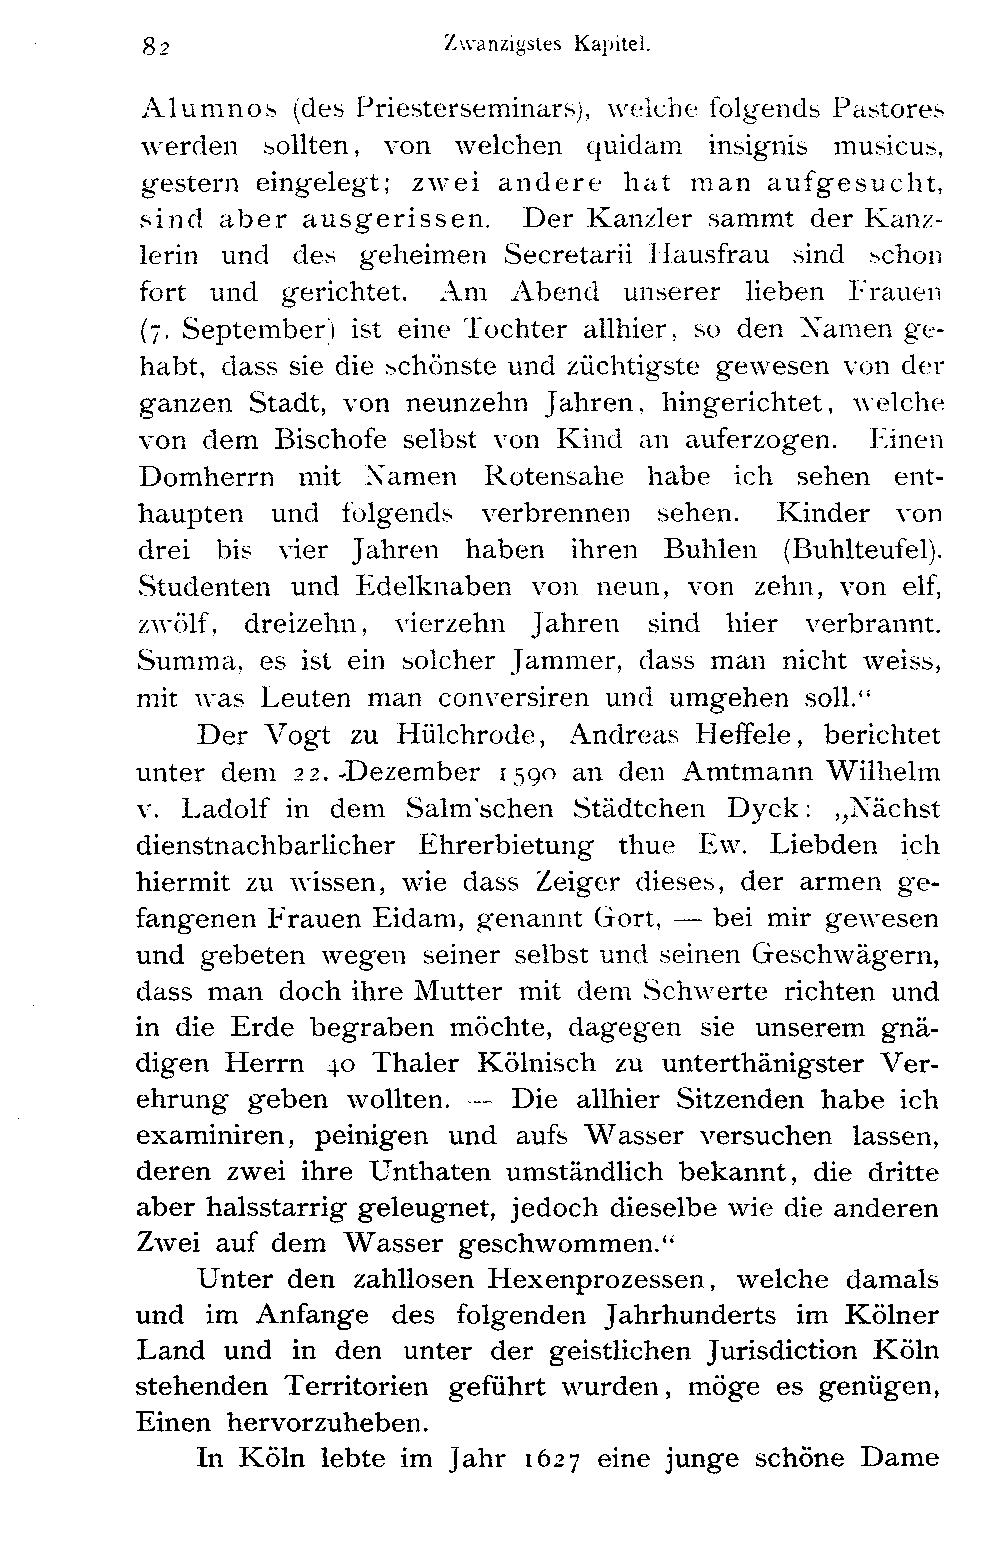 82 Zwanzigstes Kapitel.
Alumnos (des Priesterseminars), welche folgends Pastores
werden sollten, von welchen quidam insignis musicus,
gestern eingelegt; zwei andere hat man aufgesucht,
sind aber ausgerissen. Der Kanzler sammt der Kanz-
lerin und des geheimen Secretarii Hausfrau sind schon
fort und gerichtet. Am Abend unserer lieben Frauen
(7. September) ist eine Tochter allhier, so den Namen ge-
habt, dass sie die schönste und züchtigste gewesen von der
ganzen Stadt, von neunzehn Jahren, hingerichtet, welche
von dem Bischofe selbst von Kind an auferzogen. Einen
Domherrn mit Namen Rotensahe habe ich sehen ent-
haupten und folgends verbrennen sehen. Kinder von
drei bis vier Jahren haben ihren Buhlen (Buhlteufel).
Studenten und Edelknaben von neun, von zehn, von elf,
zwölf, dreizehn, vierzehn Jahren sind hier verbrannt.
Summa, es ist ein solcher Jammer, dass man nicht weiss,
mit was Leuten man conversiren und umgehen soll.“
Der Vogt zu Hülchrode, Andreas Heffele, berichtet
unter dem 22. Dezember 1590 an den Amtmann Wilhelm
v. Ladolf in dem Salm'schen Städtchen Dyck: „Nächst
dienstnachbarlicher Ehrerbietung thue Ew. Liebden ich
hiermit zu wissen, wie dass Zeiger dieses, der armen ge-
fangenen Frauen Eidam, genannt Gort, — bei mir gewesen
und gebeten wegen seiner selbst und seinen Geschwägern,
dass man doch ihre Mutter mit dem Schwerte richten und
in die Erde begraben möchte, dagegen sie unserem gnä-
digen Herrn 40 Thaler Kölnisch zu unterthänigster Ver-
ehrung geben wollten. — Die allhier Sitzenden habe ich
examiniren, peinigen und aufs Wasser versuchen lassen,
deren zwei ihre Unthaten umständlich bekannt, die dritte
aber halsstarrig geleugnet, jedoch dieselbe wie die anderen
Zwei auf dem Wasser geschwommen.“
Unter den zahllosen Hexenprozessen, welche damals
und im Anfange des folgenden Jahrhunderts im Kölner
Land und in den unter der geistlichen Jurisdiction Köln
stehenden Territorien geführt wurden, möge es genügen,
Einen hervorzuheben.
In Köln lebte im Jahr 1627 eine junge schöne Dame